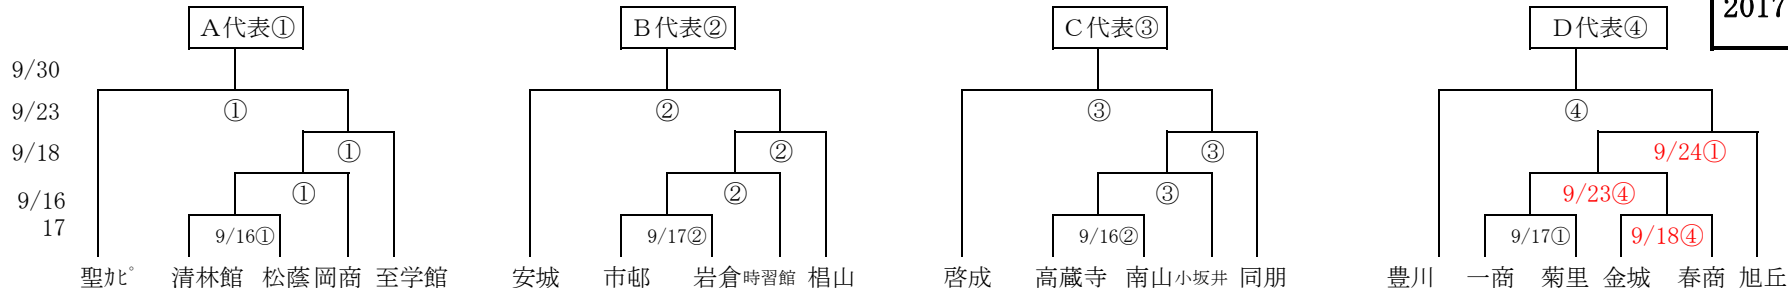 A代表① B代表② C代表③ D代表④ 2017
9/30
9/23 ① ② ③ ④
9/18 ① ② ③ 9/24①
9/16 ① ② ③ 9/23④
17 9/16① 9/17② 9/16② 9/17① 9/18④
聖ｶﾋﾟ 清林館 松蔭 岡商 至学館 安城 市邨 岩倉 時習館 椙山 啓成 高蔵寺 南山 小坂井 同朋 豊川 一商 菊里 金城 春商 旭丘